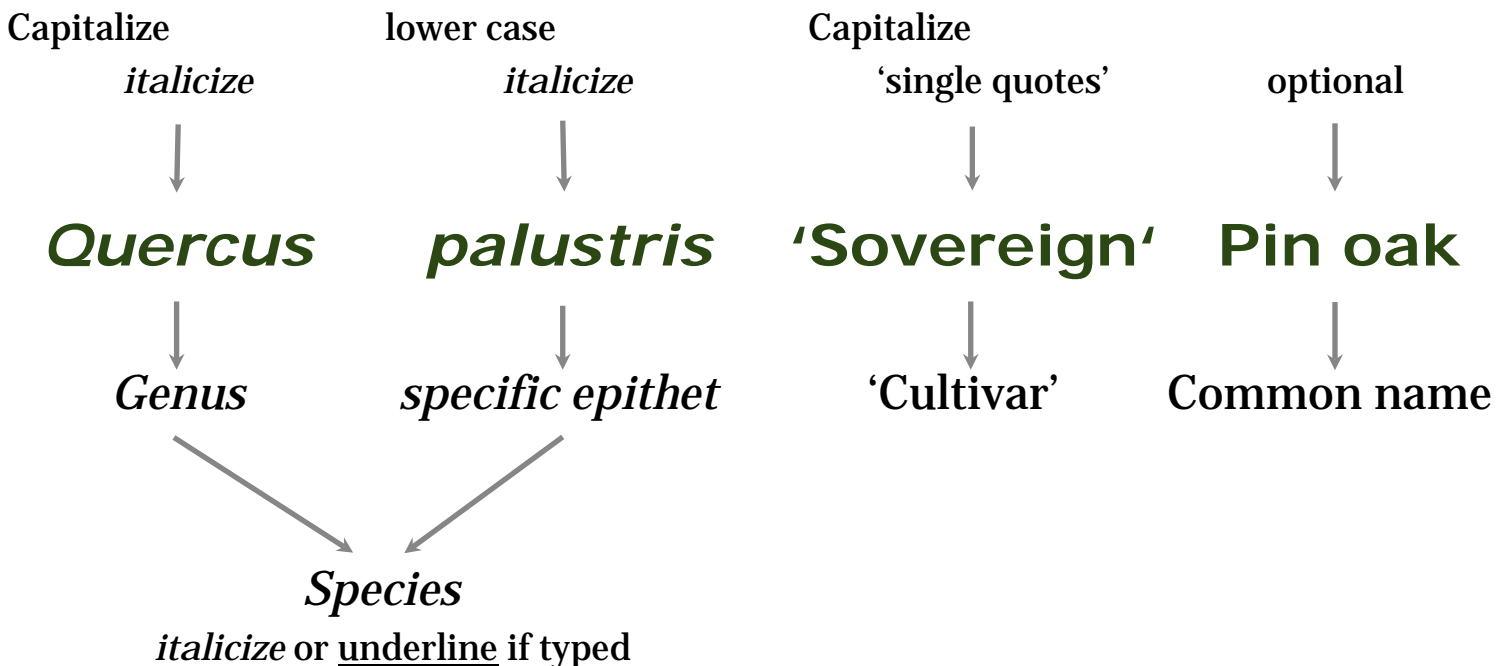 Capitalize lower case Capitalize
italicize italicize ‘single quotes’ optional
Quercus palustris ‘Sovereign‘ Pin oak
Genus specific epithet ‘Cultivar’ Common name
Species
italicize or underline if typed